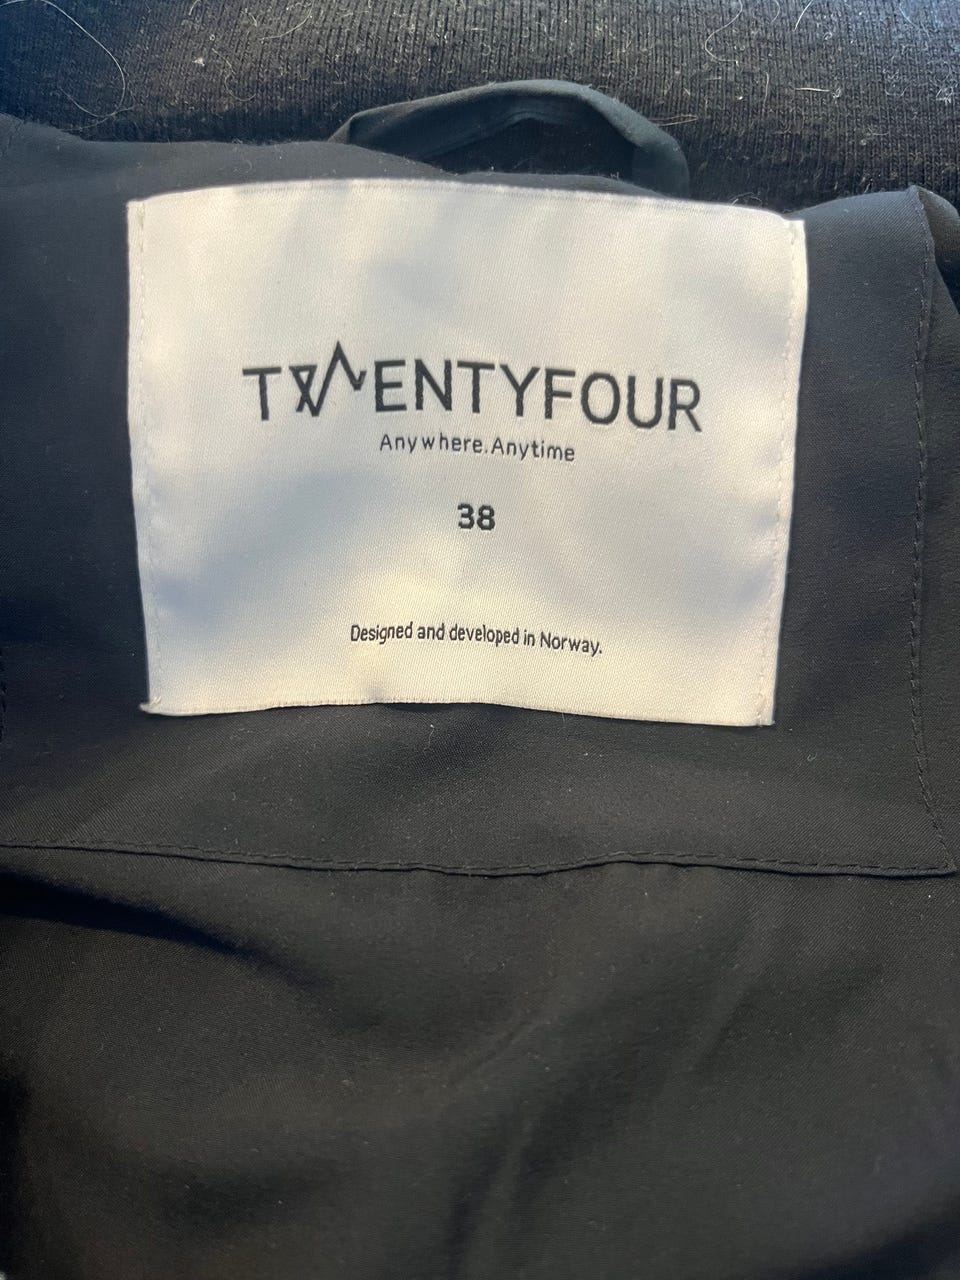 TWENTYFOUR
Anywhere.Anytime
38
Designed and developed in Norway.